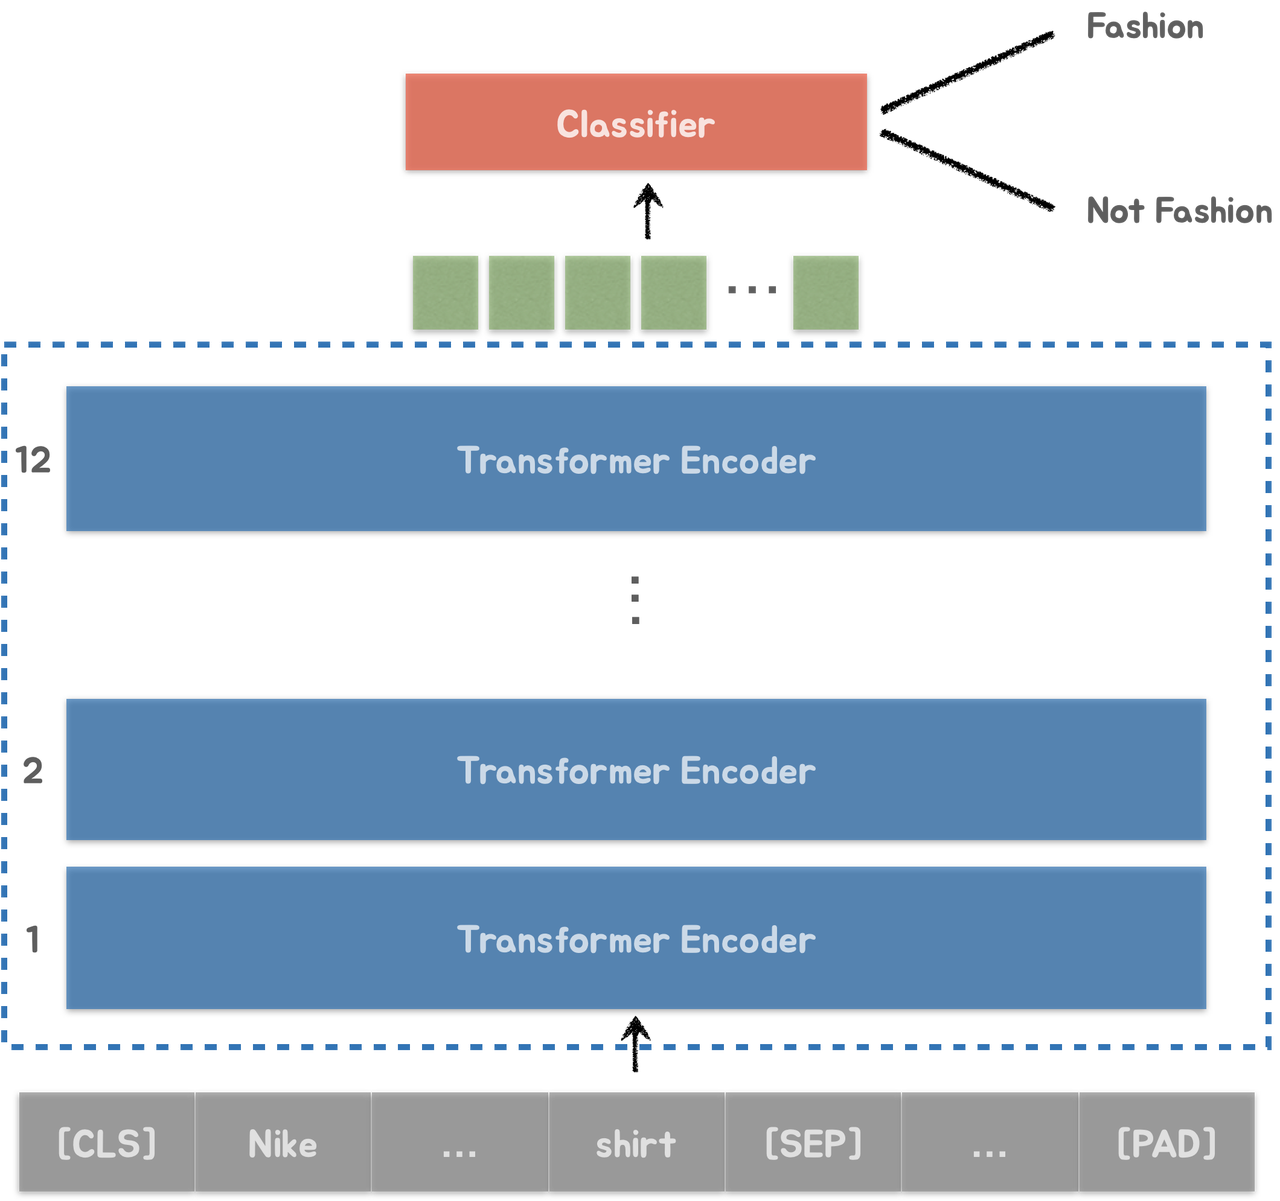 Fashion
Classifier
Not Fashion
...
12 Transformer Encoder
...
2 Transformer Encoder
1 Transformer Encoder
[CLS] Nike ... shirt [SEP] ... [PAD]